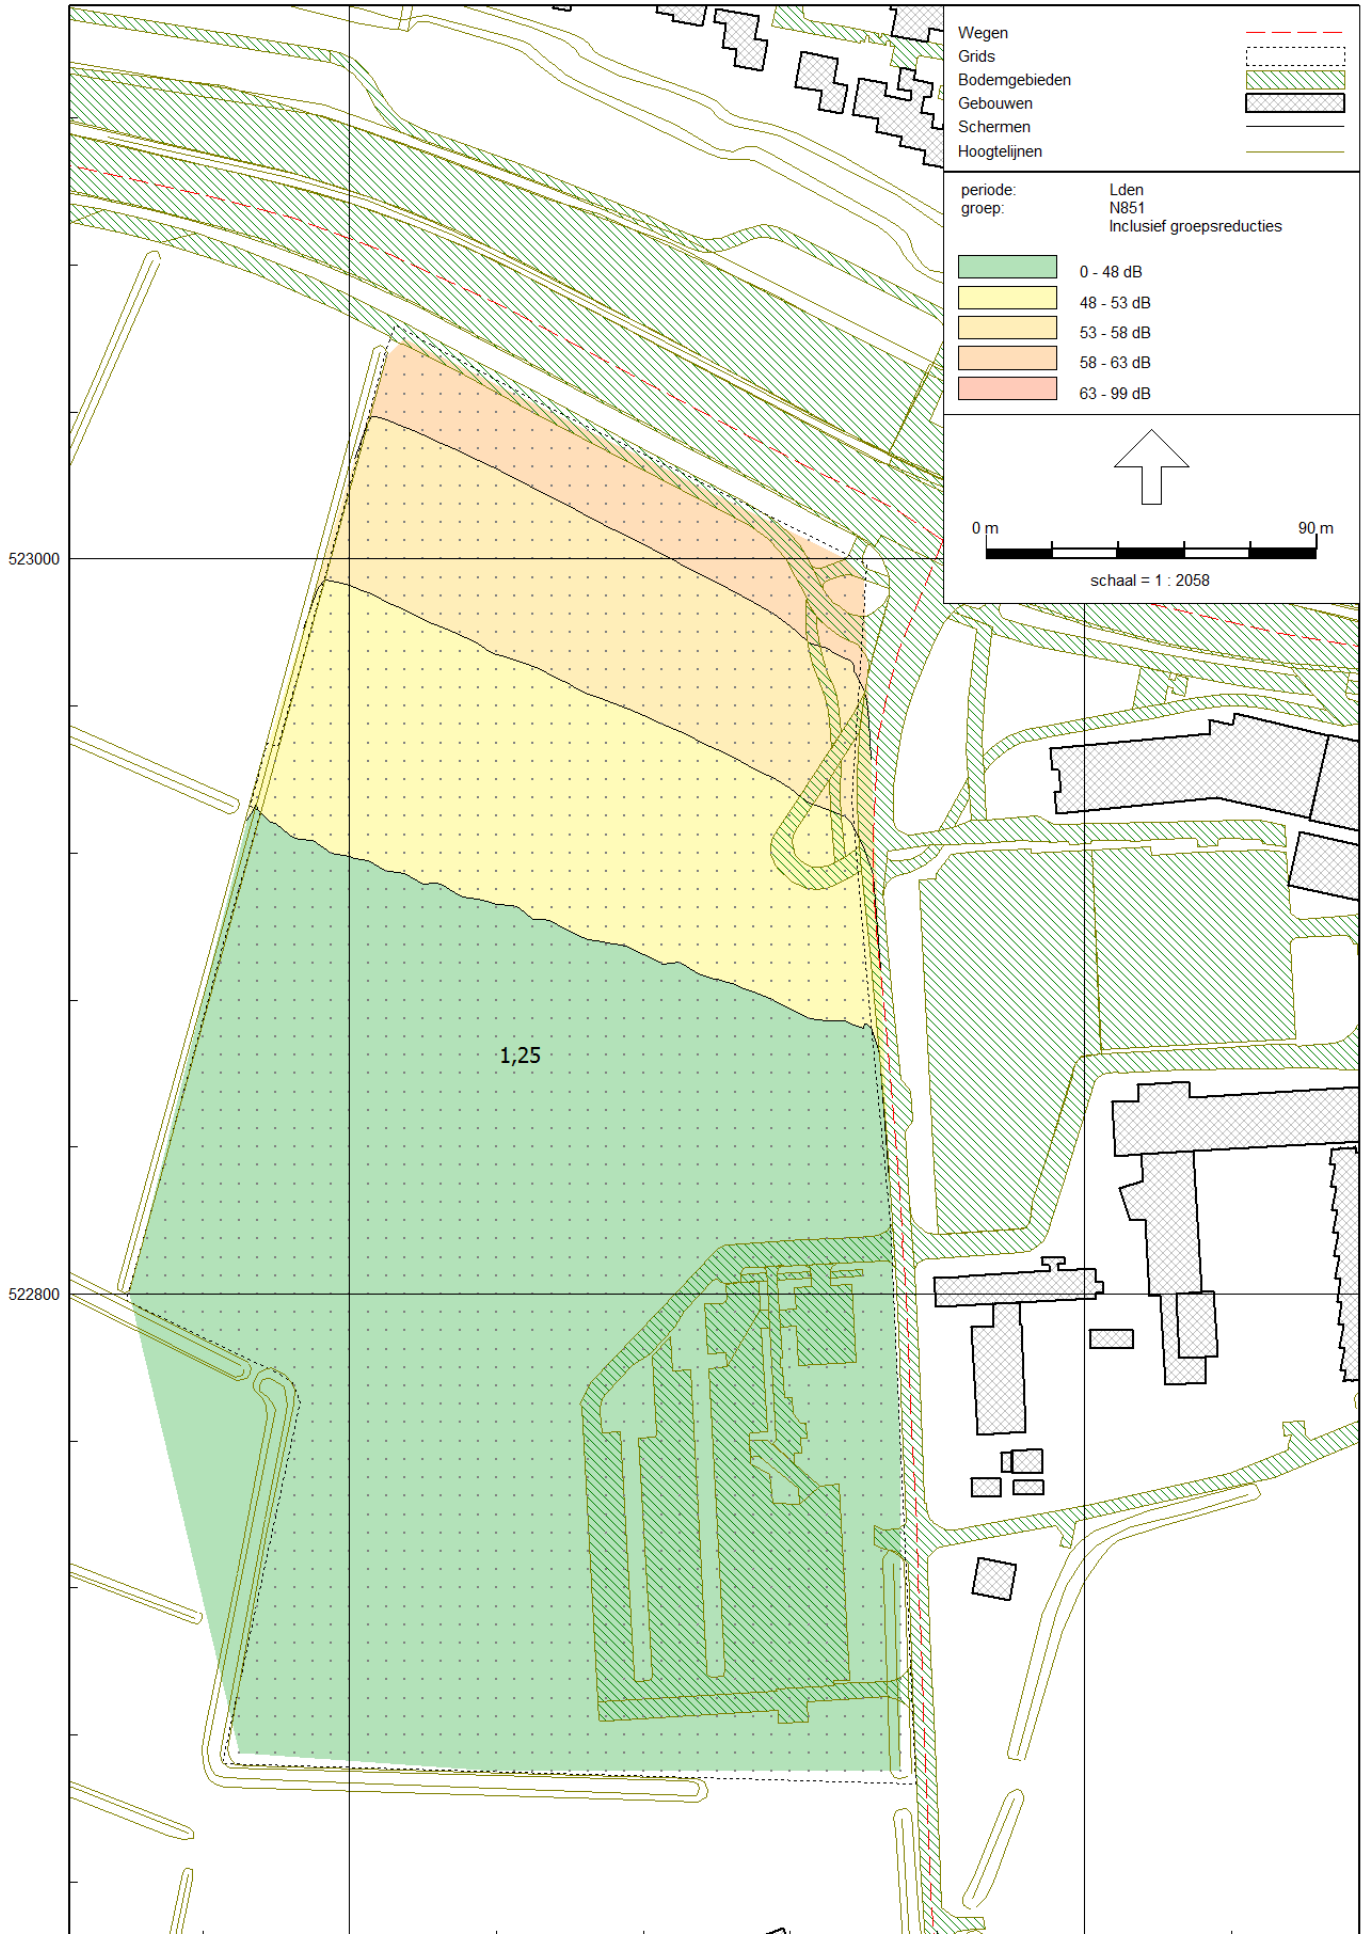 Wegen
Grids
Bodemgebieden
Gebouwen
Schermen
Hoogtelijnen
periode: Lden
groep: N851
Inclusief groepsreducties
0 - 48 dB
48 - 53 dB
53 - 58 dB
58 - 63 dB
63 - 99 dB
0 m 90 m
schaal = 1 : 2058
523000
1,25
522800